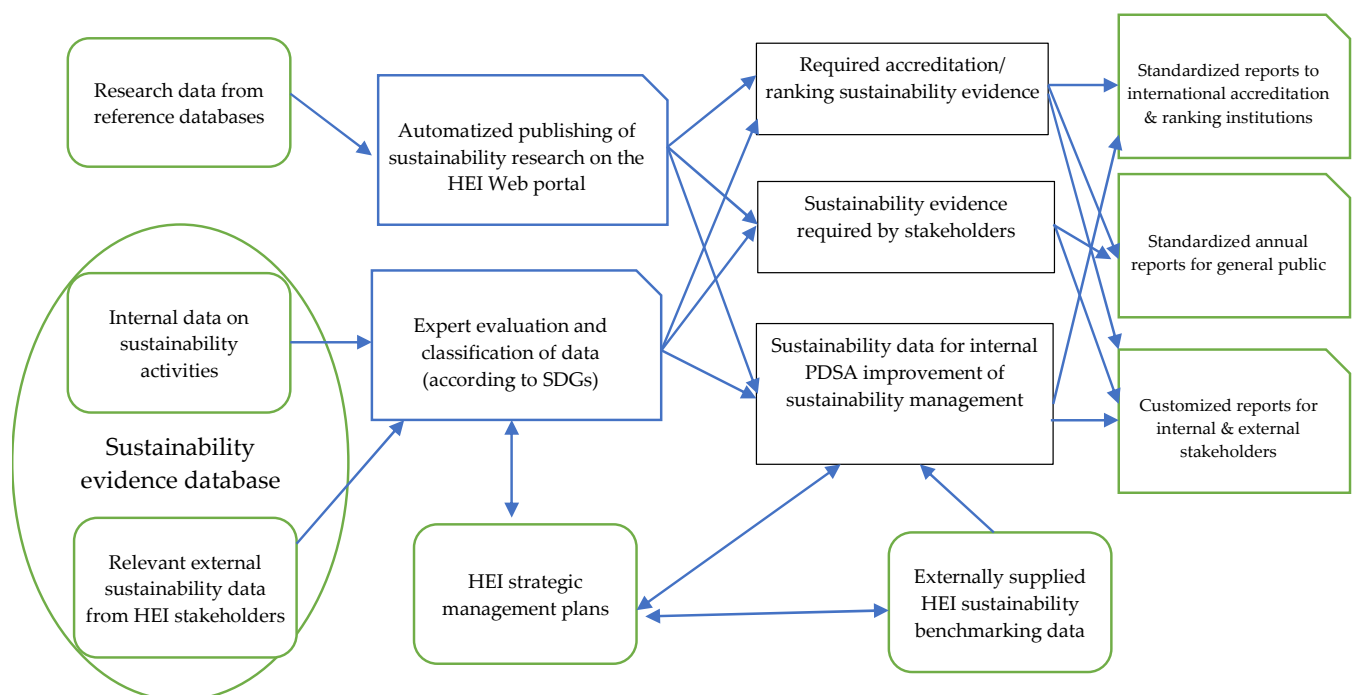 Research data from
reference databases
Automatized publishing of
sustainability research on the
HEI Web portal
Required accreditation/
ranking sustainability evidence
Standardized reports to
international accreditation
& ranking institutions
Sustainability evidence
required by stakeholders
Standardized annual
reports for general public
Internal data on
sustainability
activities
Expert evaluation and
classification of data
(according to SDGs)
Sustainability data for internal
PDSA improvement of
sustainability management
Customized reports for
internal & external
stakeholders
Sustainability
evidence database
Relevant external
sustainability data
from HEI stakeholders
HEI strategic
management plans
Externally supplied
HEI sustainability
benchmarking data